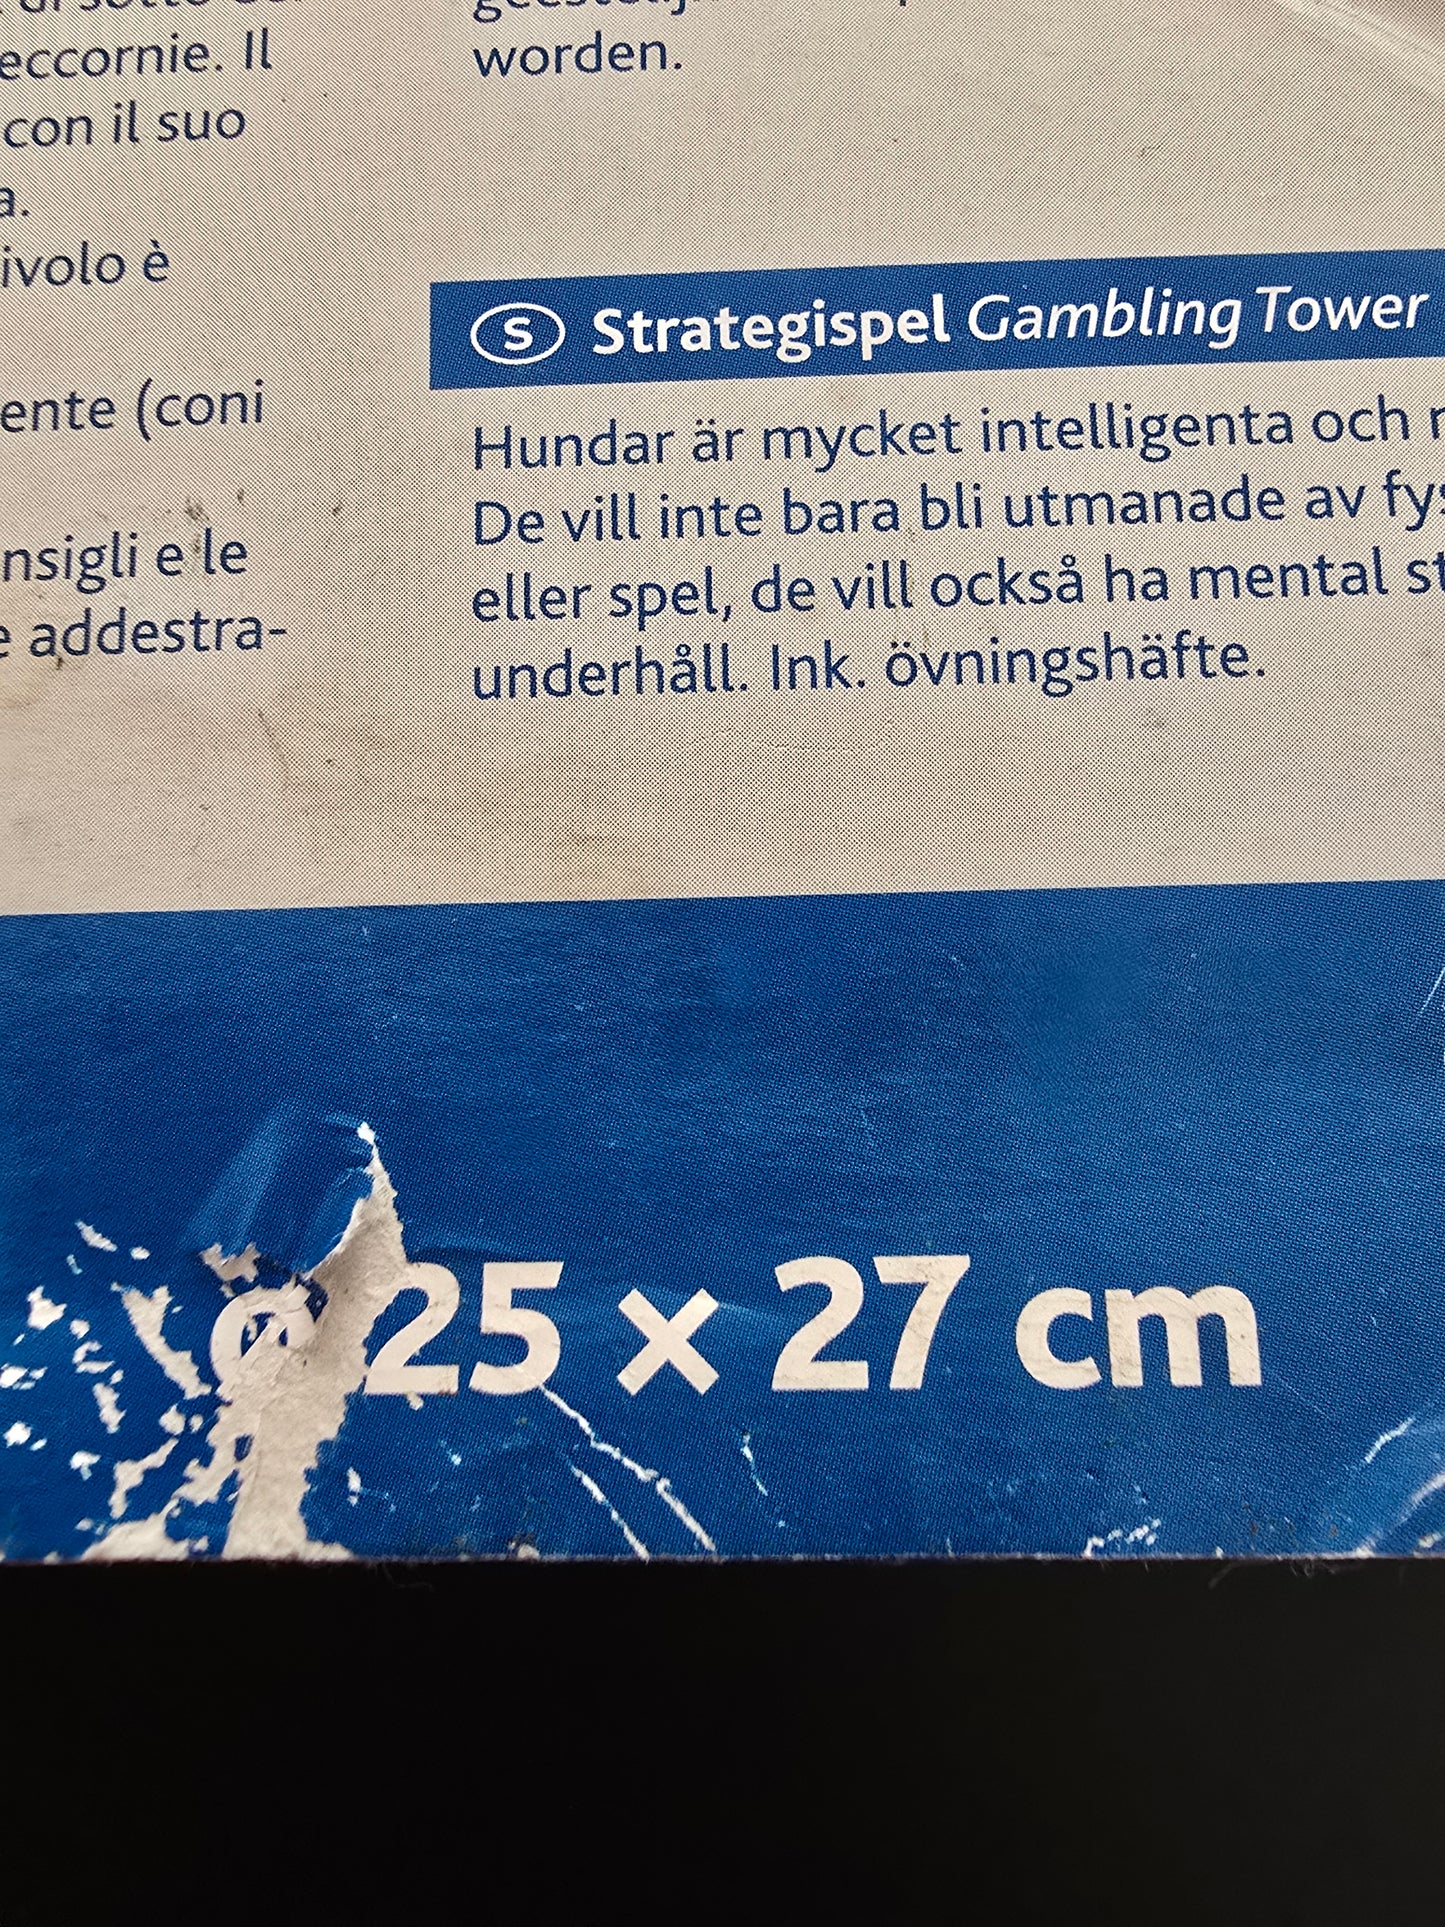 eccornie. Il
con il suo
a.
ivolo è
ente (coni
nsigli e le
e addestra-
worden.
S Strategispel Gambling Tower
Hundar är mycket intelligenta och
De vill inte bara bli utmanade av
eller spel, de vill också ha mental
underhåll. Ink. övningshäfte.
25 × 27 cm